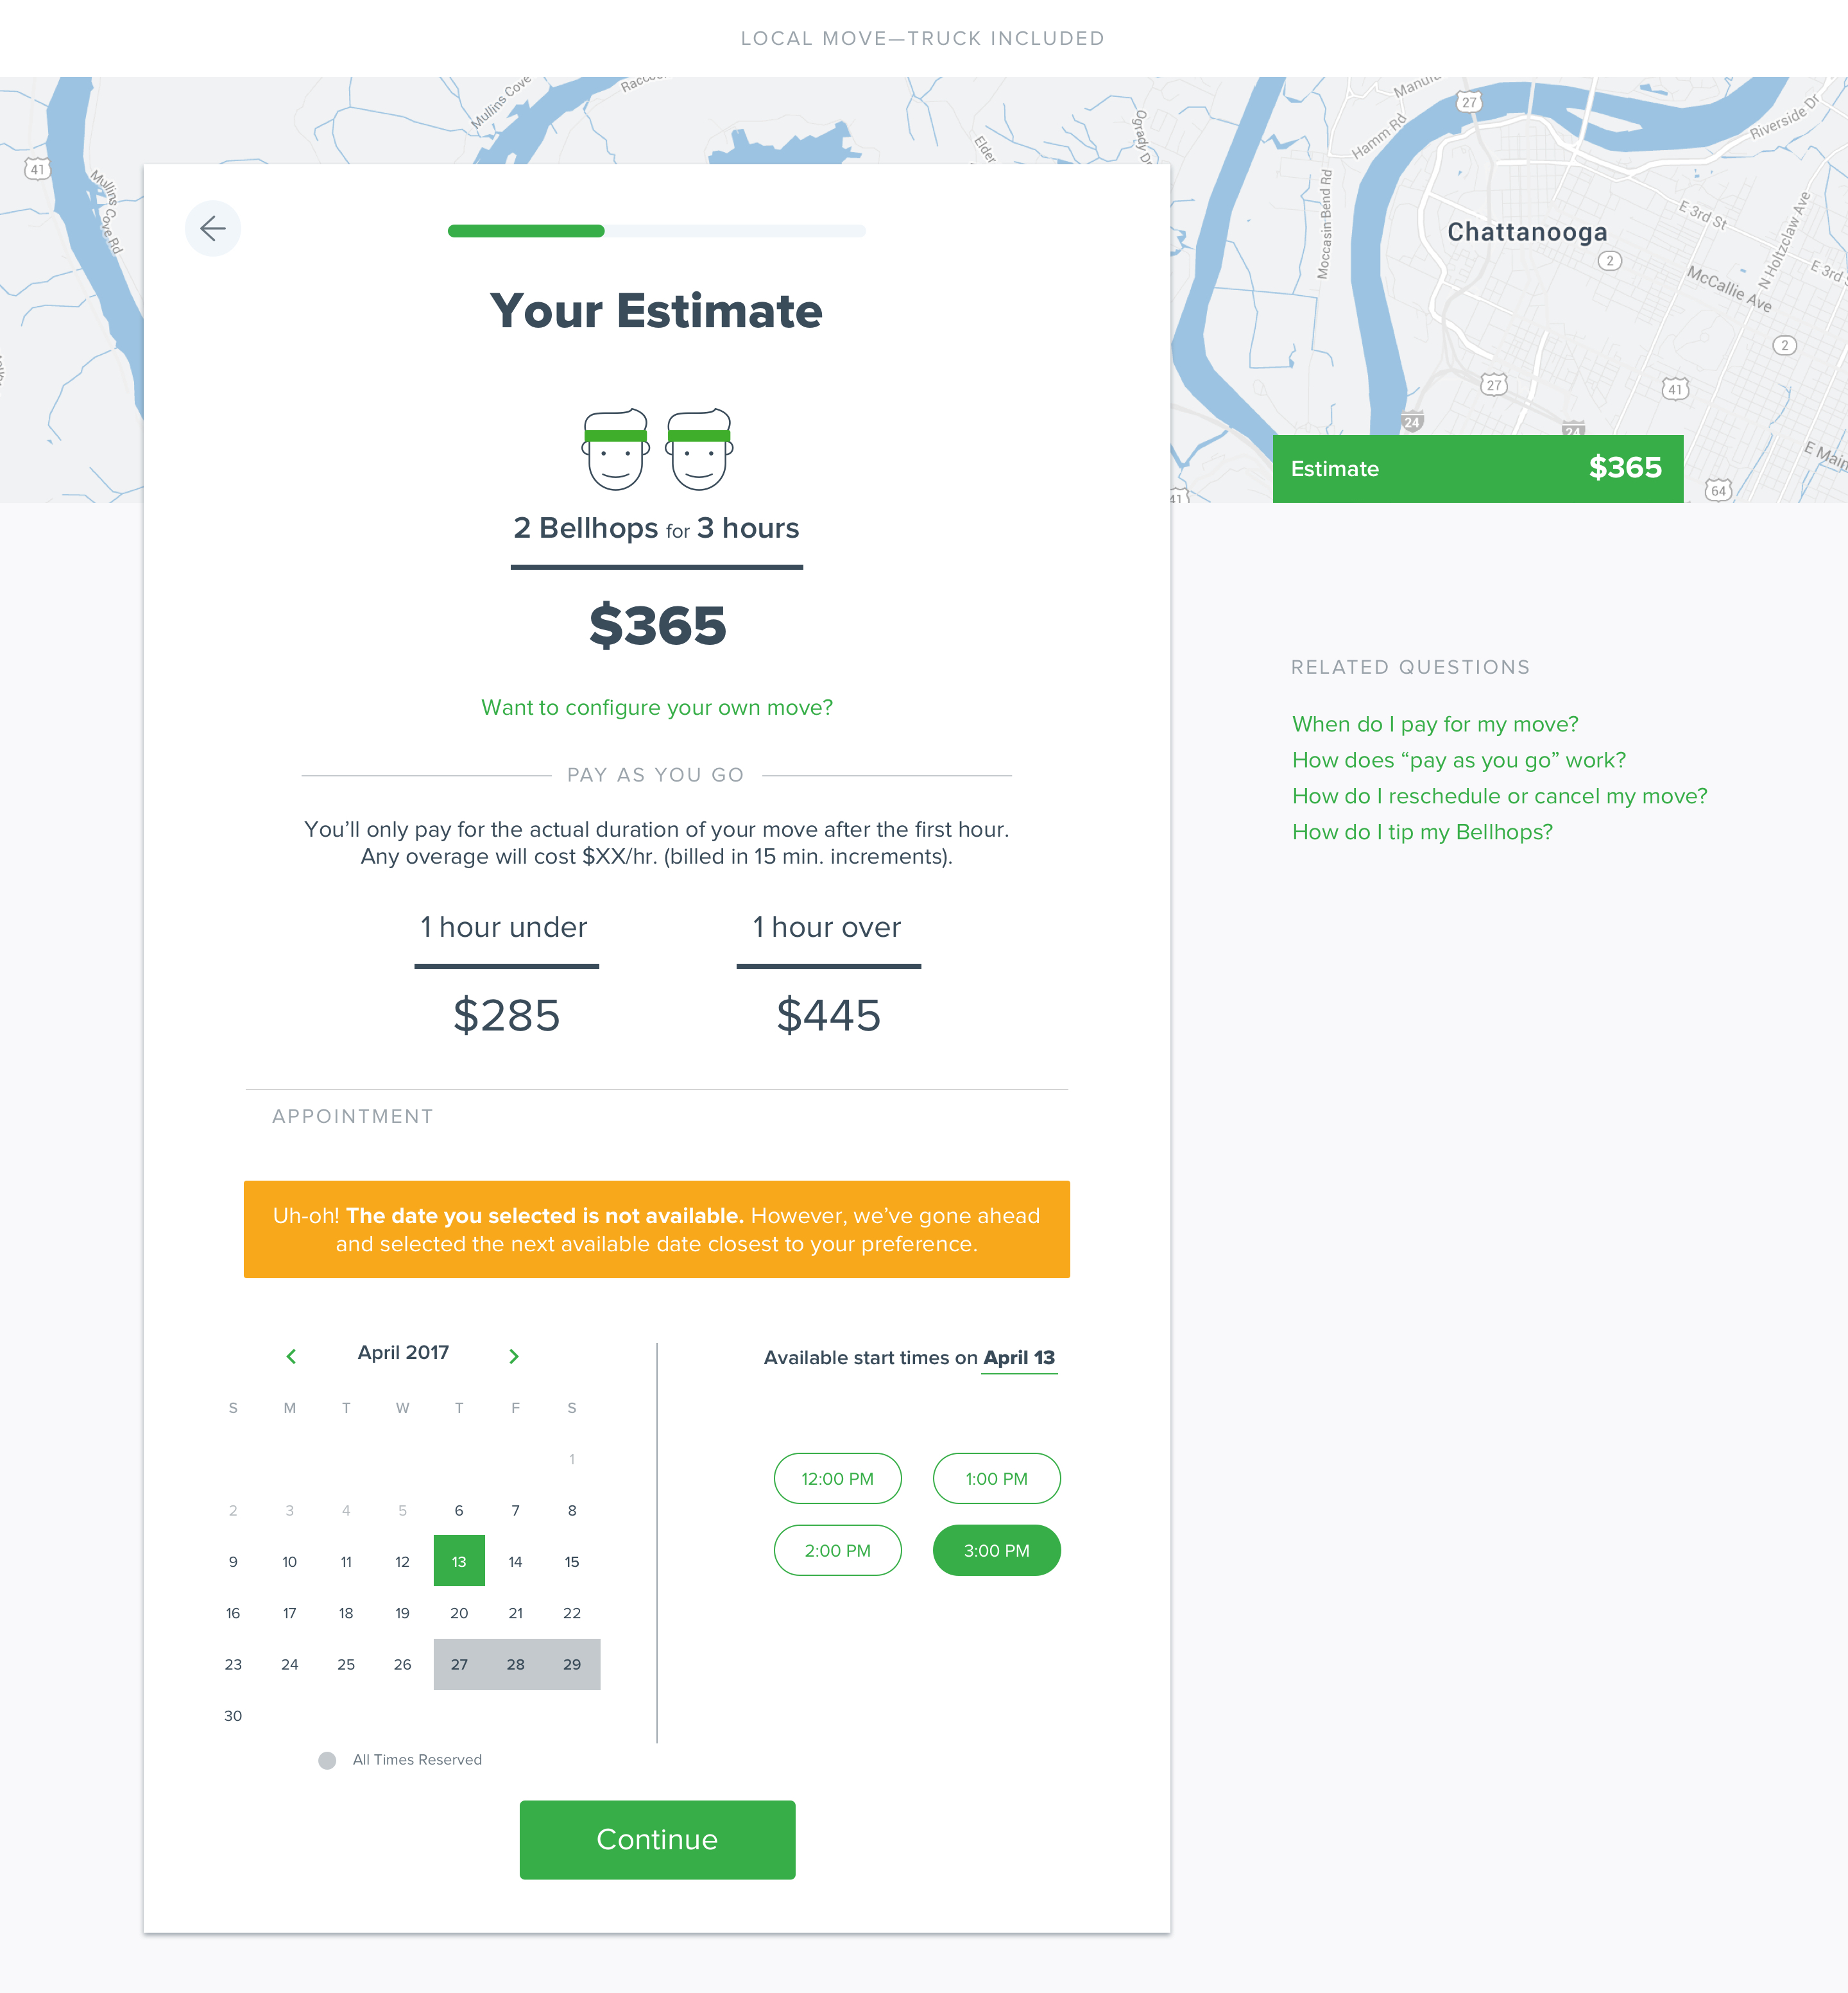 LOCAL MOVE—TRUCK INCLUDED
Mullins Cove
Elder
Ogrady Dr
Hamm Rd
27
Riverside Dr
41
Mullins Cove Rd
Moccasin Bend Rd
E 3rd St
N Holtzclaw Ave
Chattanooga
2
E 3rd
McCallie Ave
2
27
41
24
24
E Main
64
41
Estimate
$365
Your Estimate
2 Bellhops for 3 hours
$365
Want to configure your own move?
PAY AS YOU GO
You’ll only pay for the actual duration of your move after the first hour.
Any overage will cost $XX/hr. (billed in 15 min. increments).
1 hour under
1 hour over
$285
$445
RELATED QUESTIONS
When do I pay for my move?
How does “pay as you go” work?
How do I reschedule or cancel my move?
How do I tip my Bellhops?
APPOINTMENT
Uh-oh! The date you selected is not available. However, we’ve gone ahead
and selected the next available date closest to your preference.
April 2017
S M T W T F S
1
2 3 4 5 6 7 8
9 10 11 12 13 14 15
16 17 18 19 20 21 22
23 24 25 26 27 28 29
30
All Times Reserved
Available start times on April 13
12:00 PM 1:00 PM
2:00 PM 3:00 PM
Continue